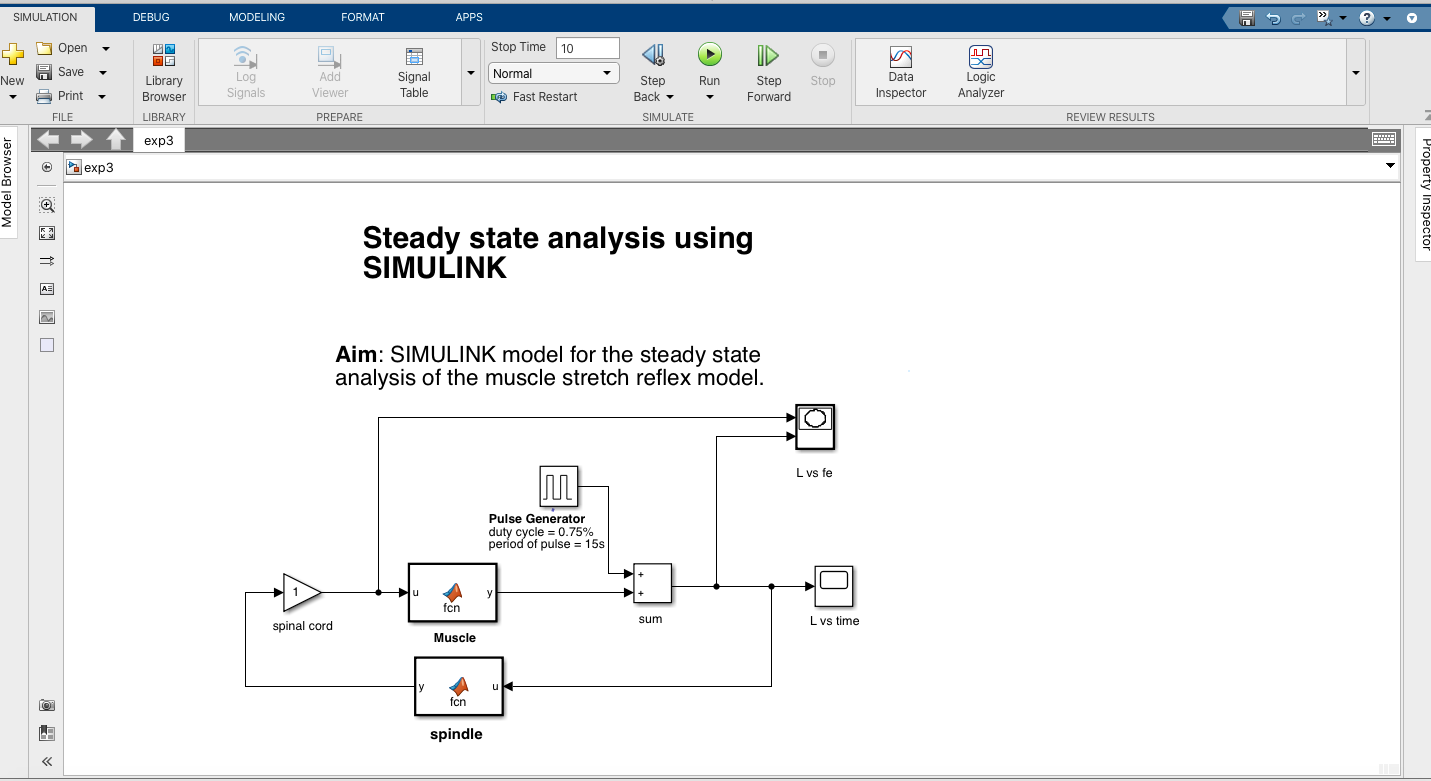 SIMULATION
DEBUG
MODELING
FORMAT
APPS
New
Open
Save
Print
FILE
Library
Browser
LIBRARY
Log
Signals
Add
Viewer
Signal
Table
PREPARE
Stop Time 10
Normal
Fast Restart
Step
Back
Run
Step
Forward
Stop
SIMULATE
Data
Inspector
Logic
Analyzer
REVIEW RESULTS
Model Browser
exp3
exp3
Property Inspector
Steady state analysis using
SIMULINK
Aim: SIMULINK model for the steady state
analysis of the muscle stretch reflex model.
L vs fe
Pulse Generator
duty cycle = 0.75%
period of pulse = 15s
1
spinal cord
u
fcn
y
Muscle
+
+
sum
L vs time
y
fcn
u
spindle